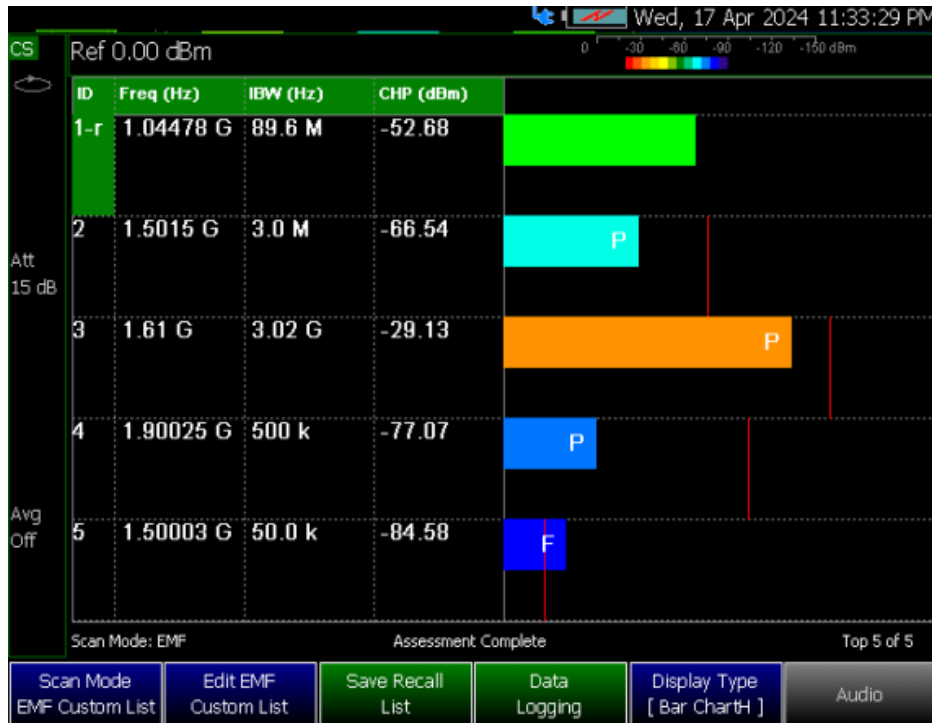 Wed, 17 Apr 2024 11:33:29 PM
CS
Ref 0.00 dBm
0 -30 -60 -90 -120 -150 dBm
ID Freq (Hz) IBW (Hz) CHP (dBm)
1-r 1.04478 G 89.6 M -52.68
2 1.5015 G 3.0 M -66.54 P
Att
15 dB
3 1.61 G 3.02 G -29.13 P
4 1.90025 G 500 k -77.07 P
Avg
Off
5 1.50003 G 50.0 k -84.58 F
Scan Mode: EMF Assessment Complete Top 5 of 5
Scan Mode Edit EMF Save Recall Data Display Type Audio
EMF Custom List Custom List List Logging [ Bar ChartH ]